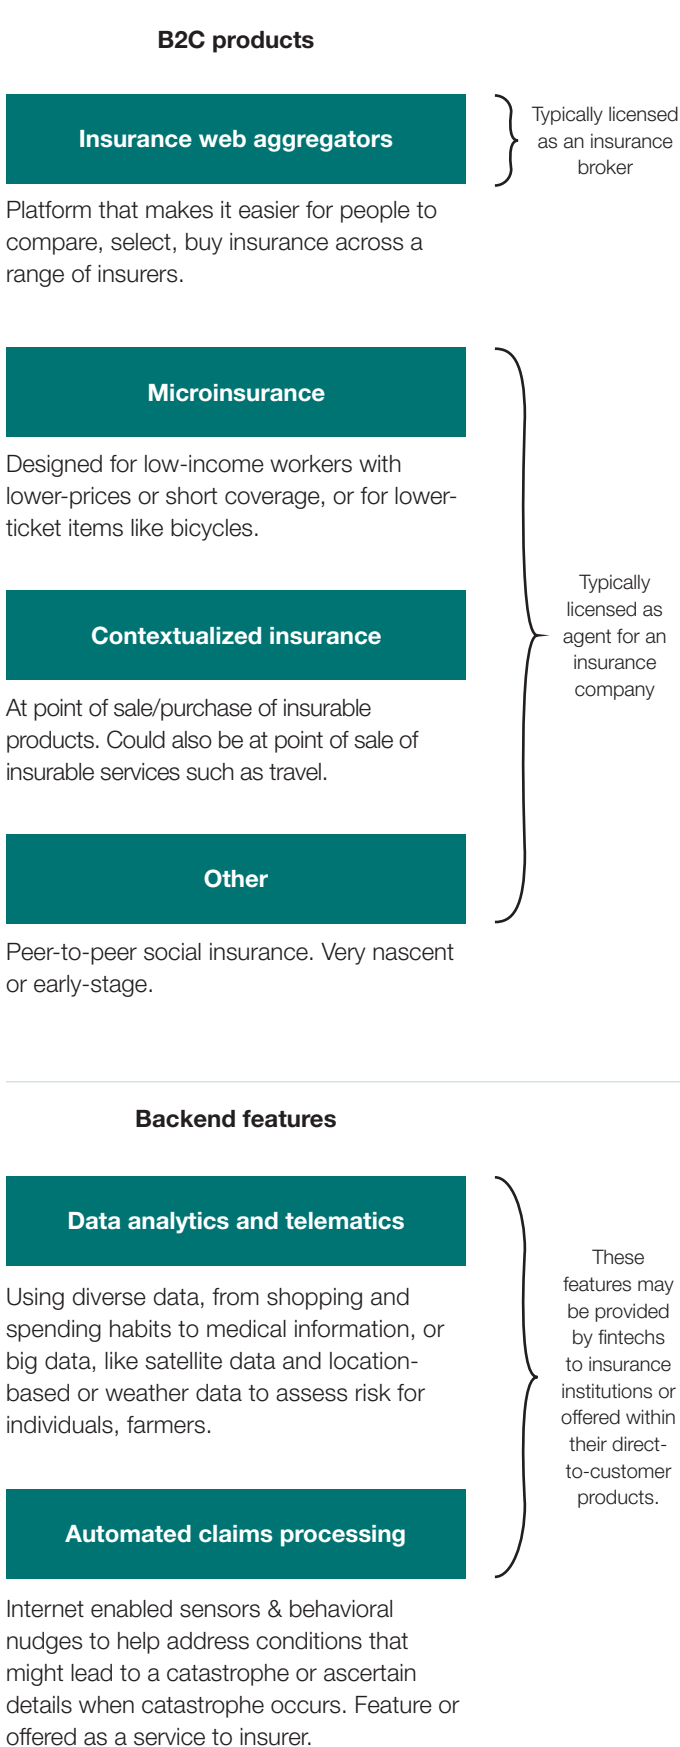 B2C products
Insurance web aggregators
Typically licensed
as an insurance
broker
Platform that makes it easier for people to
compare, select, buy insurance across a
range of insurers.
Microinsurance
Designed for low-income workers with
lower-prices or short coverage, or for lower-
ticket items like bicycles.
Contextualized insurance
At point of sale/purchase of insurable
products. Could also be at point of sale of
insurable services such as travel.
Other
Peer-to-peer social insurance. Very nascent
or early-stage.
Typically
licensed as
agent for an
insurance
company
Backend features
Data analytics and telematics
Using diverse data, from shopping and
spending habits to medical information, or
big data, like satellite data and location-
based or weather data to assess risk for
individuals, farmers.
Automated claims processing
Internet enabled sensors & behavioral
nudges to help address conditions that
might lead to a catastrophe or ascertain
details when catastrophe occurs. Feature or
offered as a service to insurer.
These
features may
be provided
by fintechs
to insurance
institutions or
offered within
their direct-
to-customer
products.